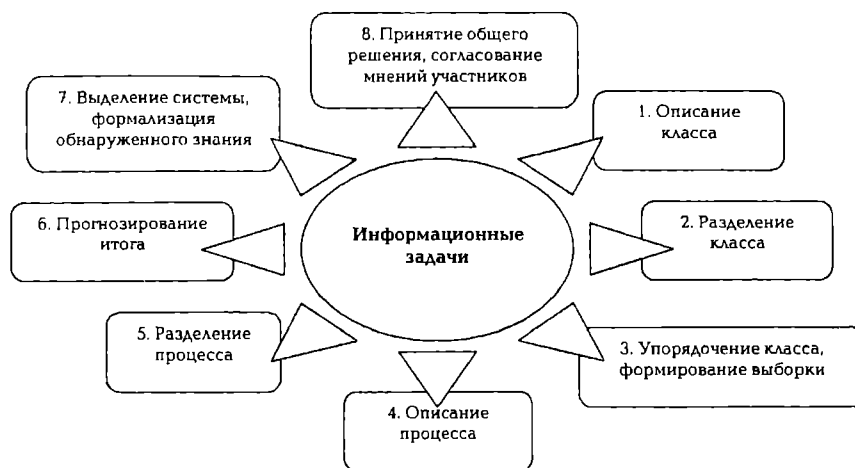 8. Принятие общего
решения, согласование
мнений участников
7. Выделение системы,
формализация
обнаруженного знания
1. Описание
класса
6. Прогнозирование
итога
Информационные
задачи
2. Разделение
класса
5. Разделение
процесса
3. Упорядочение класса,
формирование выборки
4. Описание
процесса